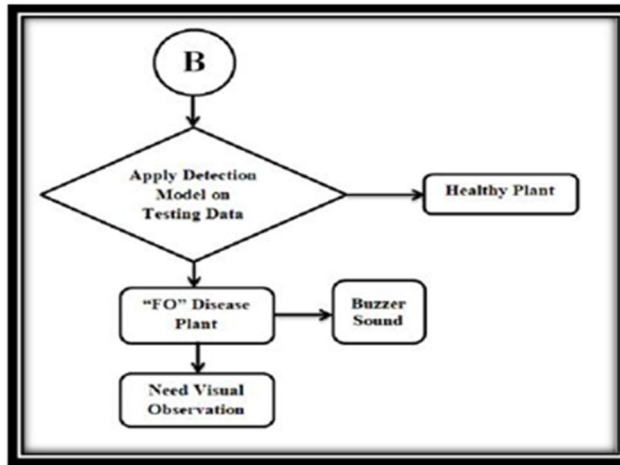 B
Apply Detection
Model on
Testing Data
Healthy Plant
“FO” Disease
Plant
Buzzer
Sound
Need Visual
Observation